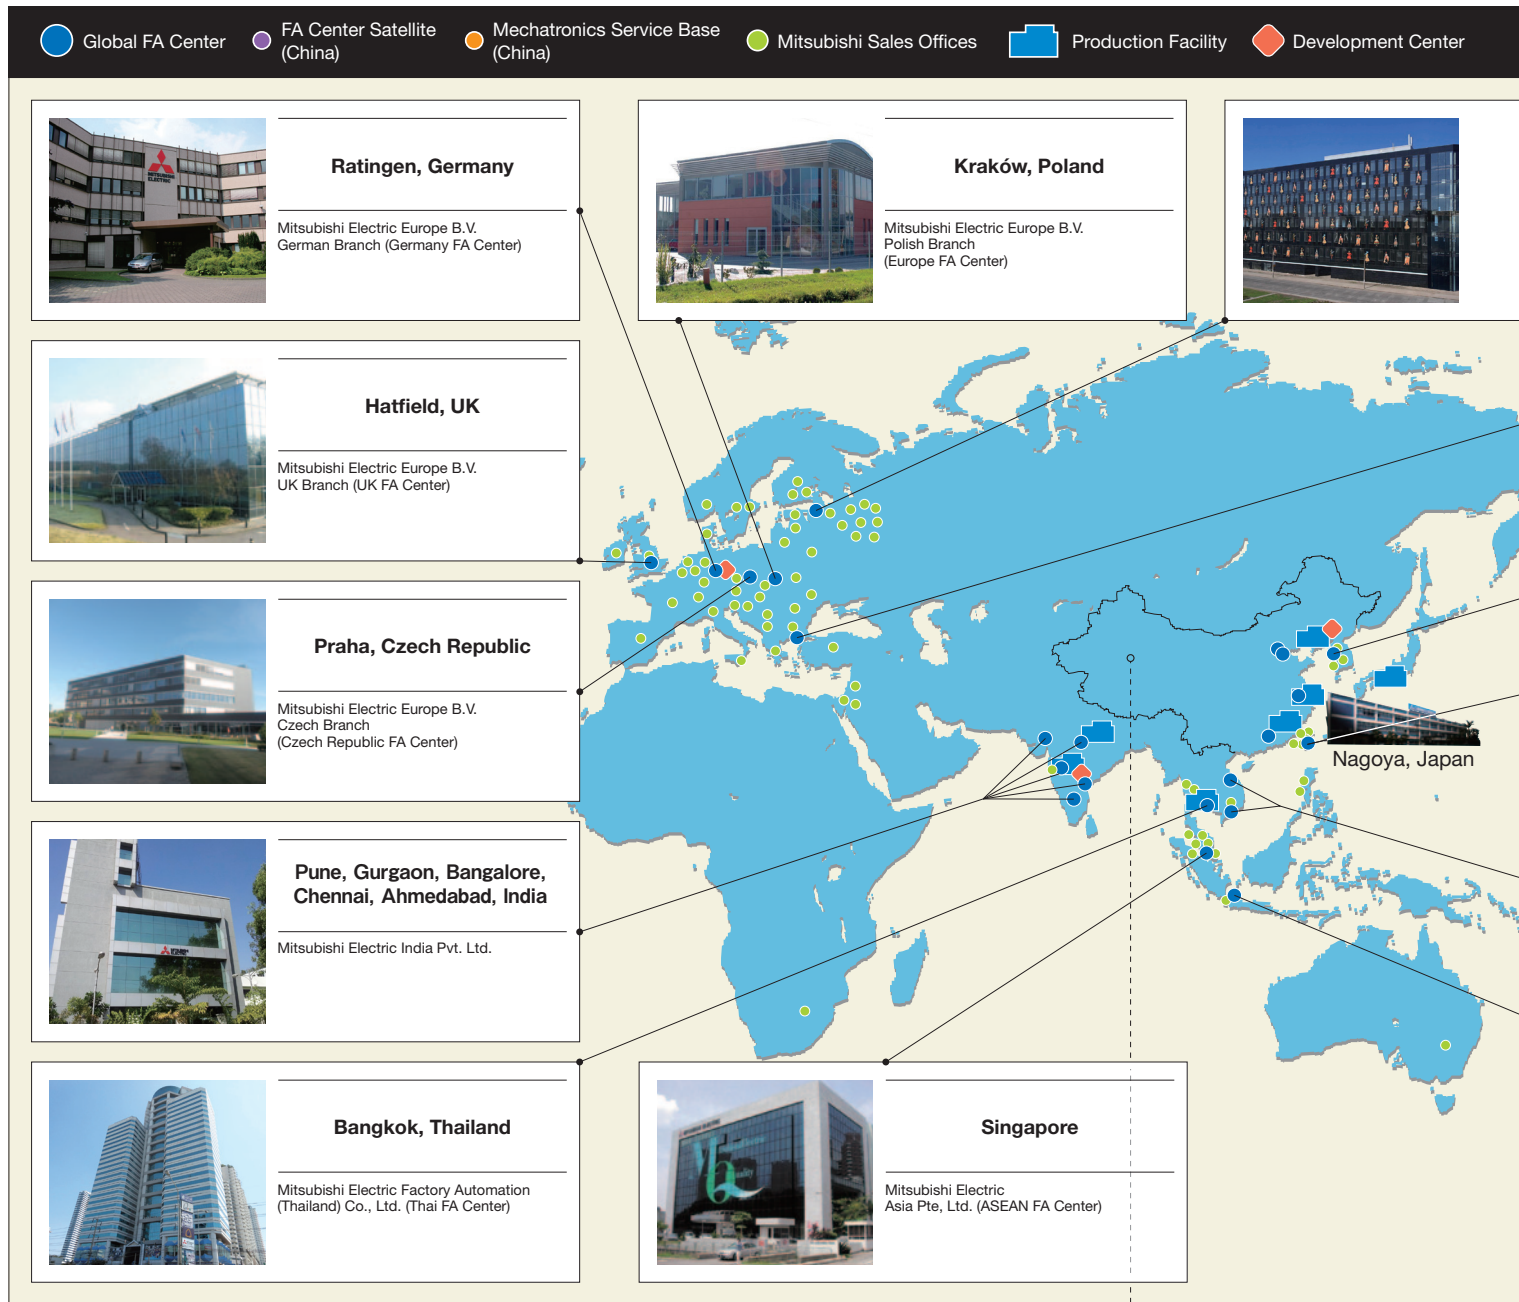 Global FA Center
FA Center Satellite
(China)
Mechatronics Service Base
(China)
Mitsubishi Sales Offices
Production Facility
Development Center
MITSUBISHI
ELECTRIC
Ratingen, Germany
Mitsubishi Electric Europe B.V.
German Branch (Germany FA Center)
Kraków, Poland
Mitsubishi Electric Europe B.V.
Polish Branch
(Europe FA Center)
Hatfield, UK
Mitsubishi Electric Europe B.V.
UK Branch (UK FA Center)
Praha, Czech Republic
Mitsubishi Electric Europe B.V.
Czech Branch
(Czech Republic FA Center)
Nagoya, Japan
Pune, Gurgaon, Bangalore,
Chennai, Ahmedabad, India
Mitsubishi Electric India Pvt. Ltd.
Bangkok, Thailand
Mitsubishi Electric Factory Automation
(Thailand) Co., Ltd. (Thai FA Center)
Singapore
Mitsubishi Electric
Asia Pte, Ltd. (ASEAN FA Center)